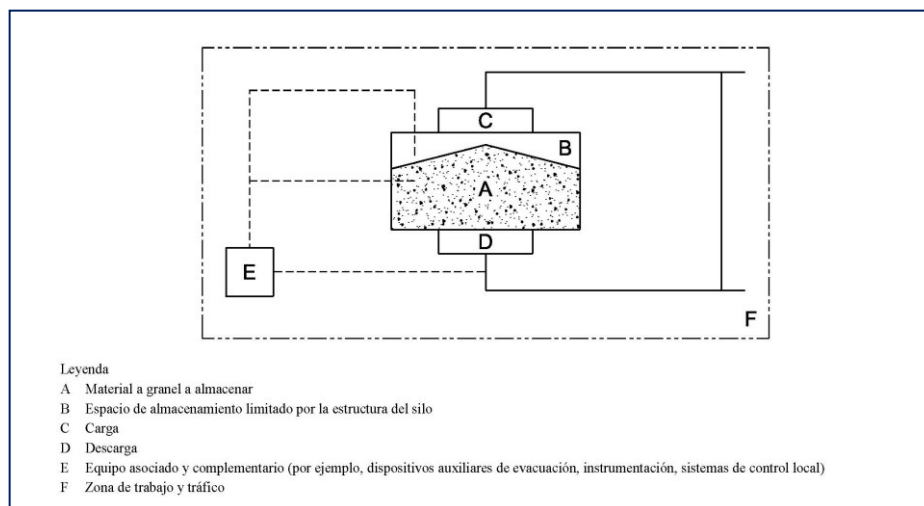 C
B
A
D
E
F
Leyenda
A Material a granel a almacenar
B Espacio de almacenamiento limitado por la estructura del silo
C Carga
D Descarga
E Equipo asociado y complementario (por ejemplo, dispositivos auxiliares de evacuación, instrumentación, sistemas de control local)
F Zona de trabajo y tráfico